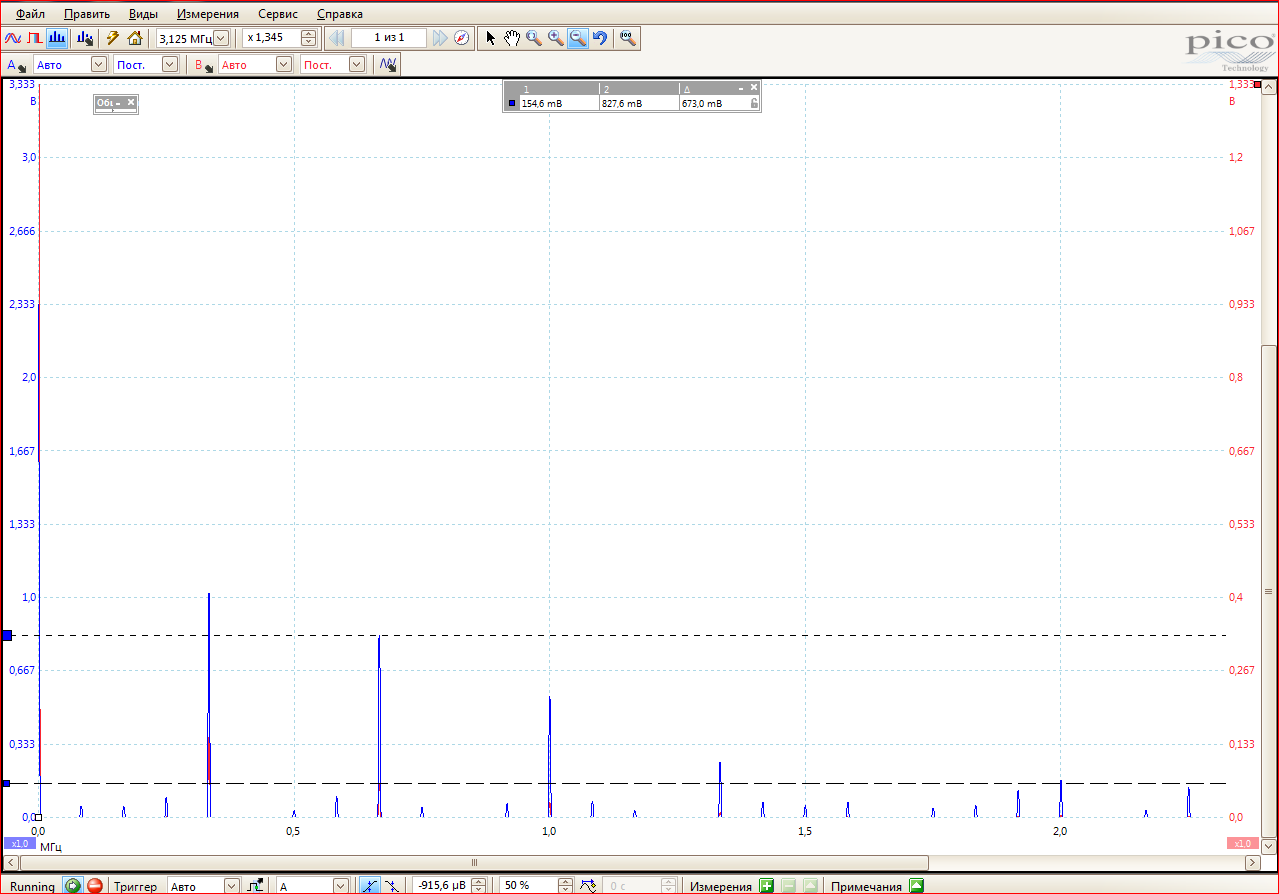 Файл Править Виды Измерения Сервис Справка
3,125 МГц x 1,345 1 из 1
pico
Technology
A Авто Пост. B Авто Пост.
3,333 1,333
В В
1 2 Δ
154,6 mB 827,6 mB 673,0 mB
3,0 1,2
2,666 1,067
2,333 0,933
2,0 0,8
1,667 0,667
1,333 0,533
1,0 0,4
0,667 0,267
0,333 0,133
0,0 0,0
0,0 0,5 1,0 1,5 2,0
x1,0 МГц x1,0
Running Триггер Авто A -915,6 µB 50 % 0 c Измерения Примечания